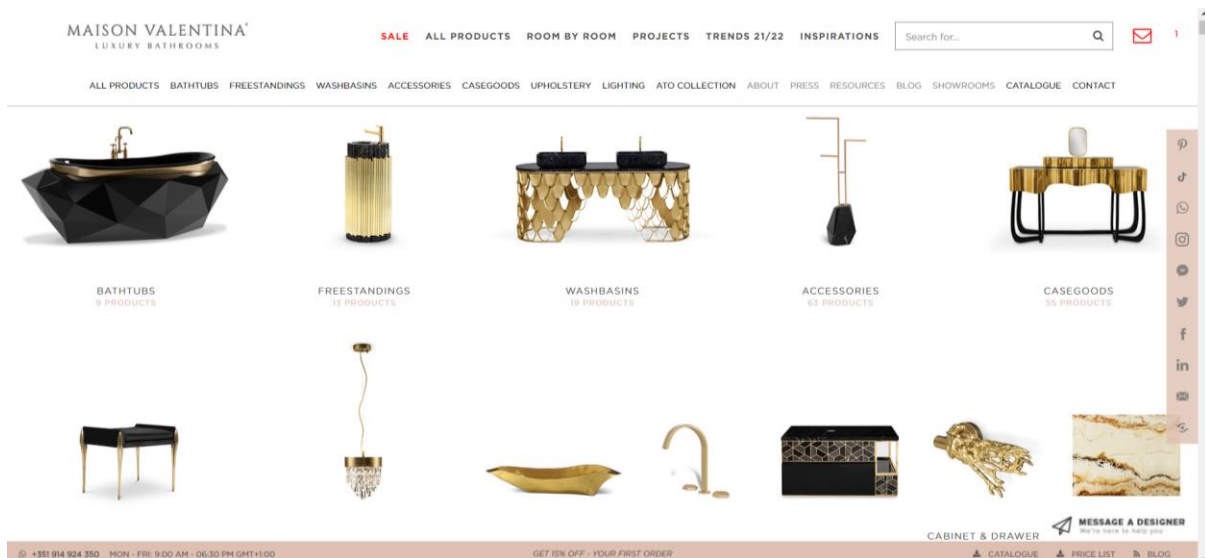 MAISON VALENTINA®
LUXURY BATHROOMS
SALE ALL PRODUCTS ROOM BY ROOM PROJECTS TRENDS 21/22 INSPIRATIONS
Search for...
1
ALL PRODUCTS BATHTUBS FREESTANDINGS WASHBASINS ACCESSORIES CASEGOODS UPHOLSTERY LIGHTING ATO COLLECTION ABOUT PRESS RESOURCES BLOG SHOWROOMS CATALOGUE CONTACT
BATHTUBS
9 PRODUCTS
FREESTANDINGS
13 PRODUCTS
WASHBASINS
19 PRODUCTS
ACCESSORIES
63 PRODUCTS
CASEGOODS
55 PRODUCTS
CABINET & DRAWER
MESSAGE A DESIGNER
We're here to help you
+351 914 924 350 MON - FRI: 9:00 AM - 06:30 PM GMT+1:00
GET 15% OFF - YOUR FIRST ORDER
CATALOGUE PRICE LIST BLOG